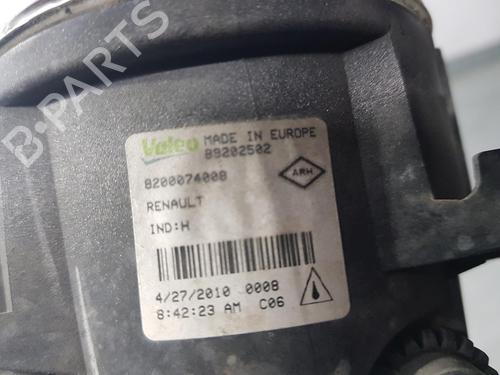 Valeo MADE IN EUROPE
89202502
8200074008
ARH
RENAULT
IND:H
4/27/2010 0008
8:42:23 AM C06
B-PARTS